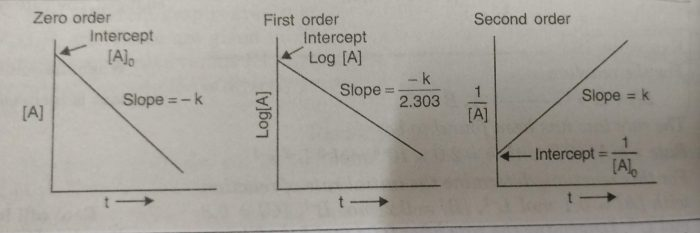 Zero order
Intercept
[A]₀
Slope = – k
[A]
t
First order
Intercept
Log [A]
Slope = –k / 2.303
Log[A]
t
Second order
1 / [A]
Slope = k
Intercept = 1 / [A]₀
t